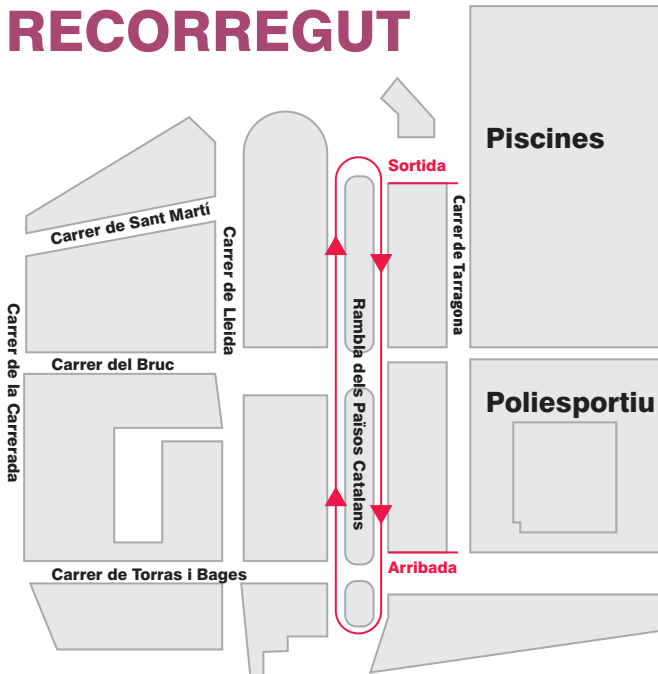 RECORREGUT
Piscines
Sortida
Carrer de Sant Martí
Carrer de Lleida
Carrer de Tarragona
Rambla dels Països Catalans
Carrer de la Carrerada
Carrer del Bruc
Poliesportiu
Arribada
Carrer de Torras i Bages